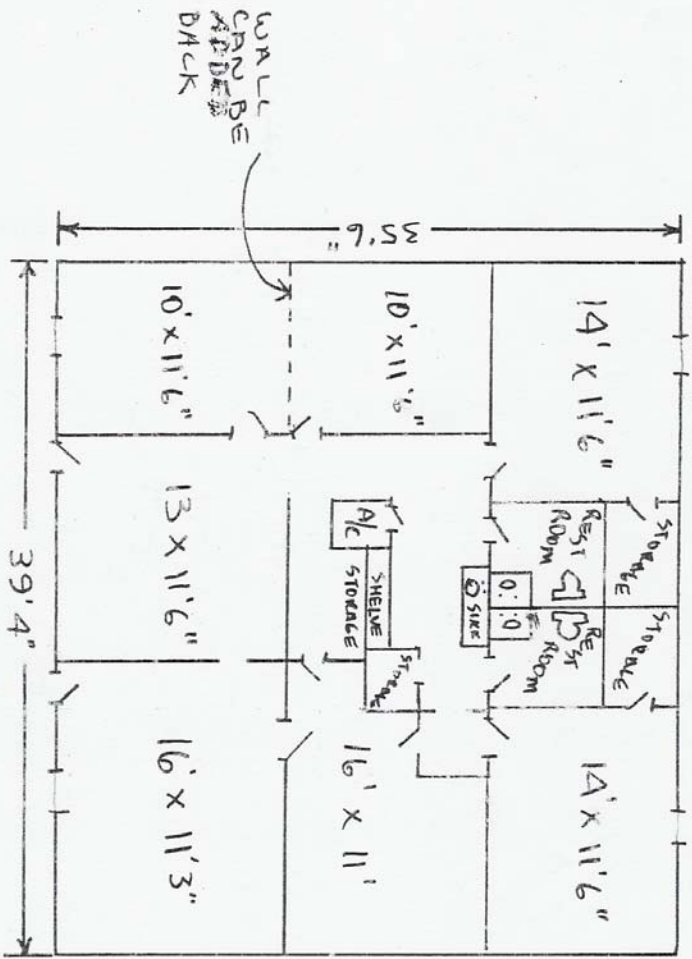 WALL
CAN BE
ADDED
BACK
35'6"
39'4"
14' x 11'6"
10' x 11'6"
10' x 11'6"
STORAGE
STORAGE
REST
ROOM
REST
ROOM
SINK
A/C
SHELVE
STORAGE
STORAGE
13 x 11'6"
14' x 11'6"
16' x 11'
16' x 11'3"